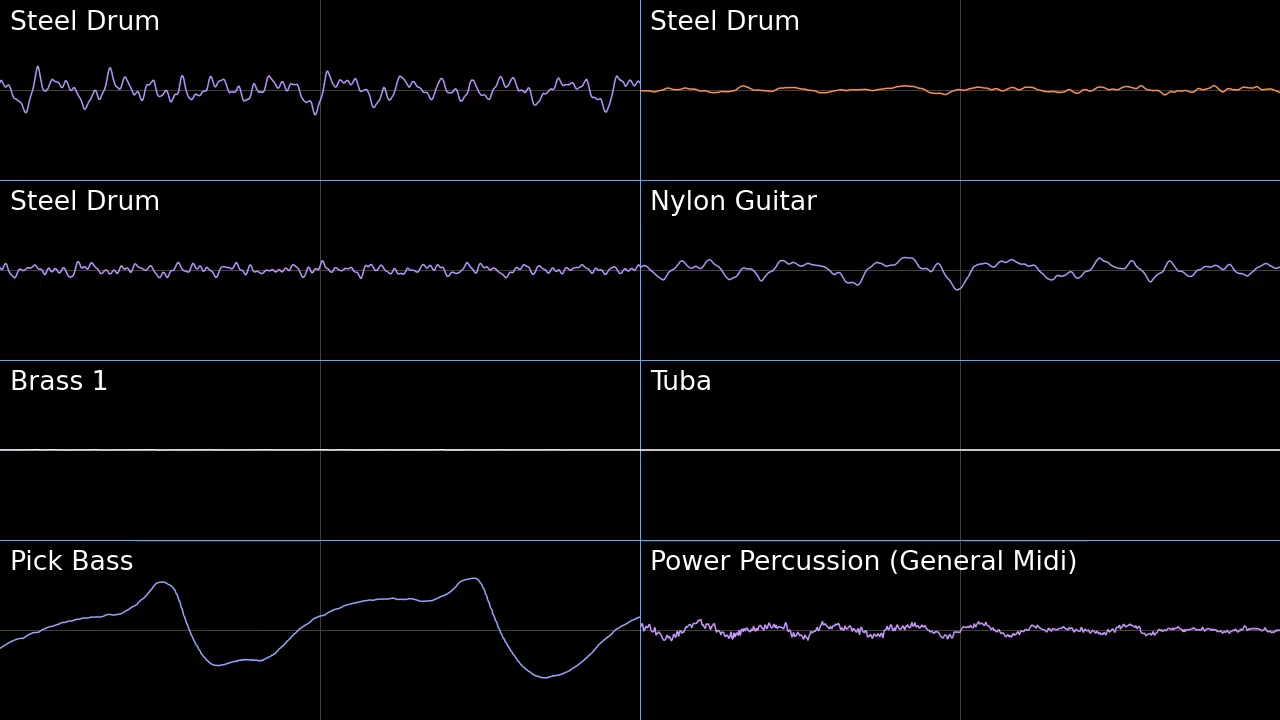 Steel Drum
Steel Drum
Steel Drum
Nylon Guitar
Brass 1
Tuba
Pick Bass
Power Percussion (General Midi)